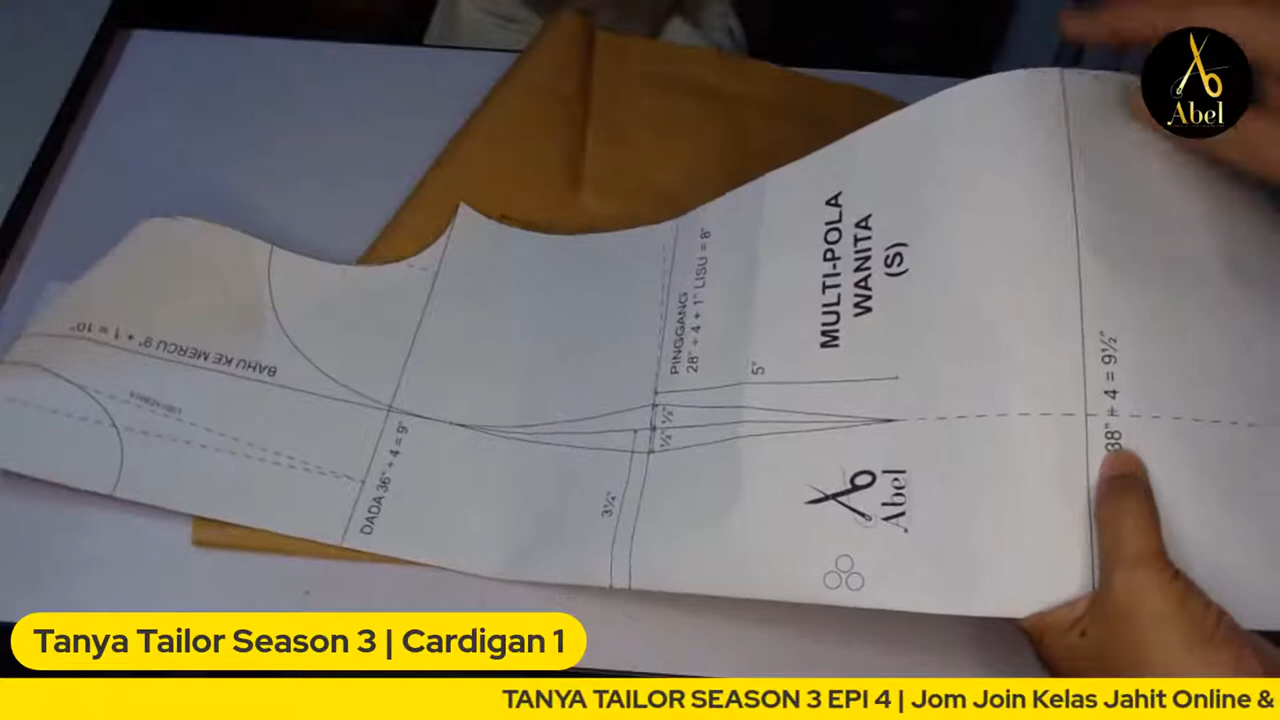 Abel
BAHU KE MERCU 9" + 1 = 10"
DADA 36" ÷ 4 = 9"
PINGGANG
28" ÷ 4 + 1" LISU = 8"
5"
½" ½"
3¼"
MULTI-POLA
WANITA
(S)
Abel
38" ÷ 4 = 9½"
Tanya Tailor Season 3 | Cardigan 1
TANYA TAILOR SEASON 3 EPI 4 | Jom Join Kelas Jahit Online &